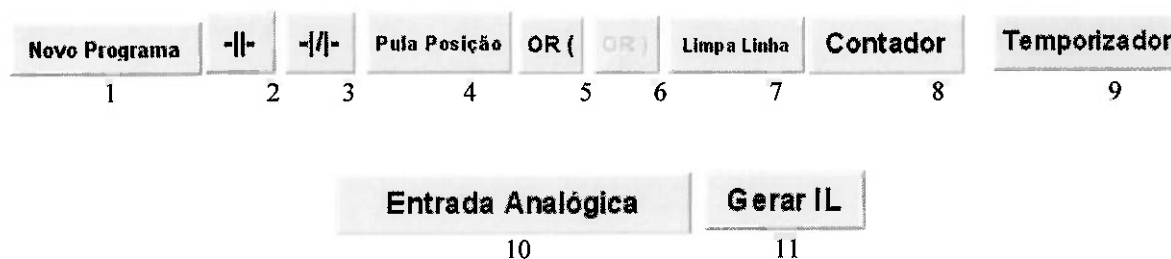 Novo Programa -||- -|/|- Pula Posição OR ( OR ) Limpa Linha Contador Temporizador
1 2 3 4 5 6 7 8 9
Entrada Analógica Gerar IL
10 11